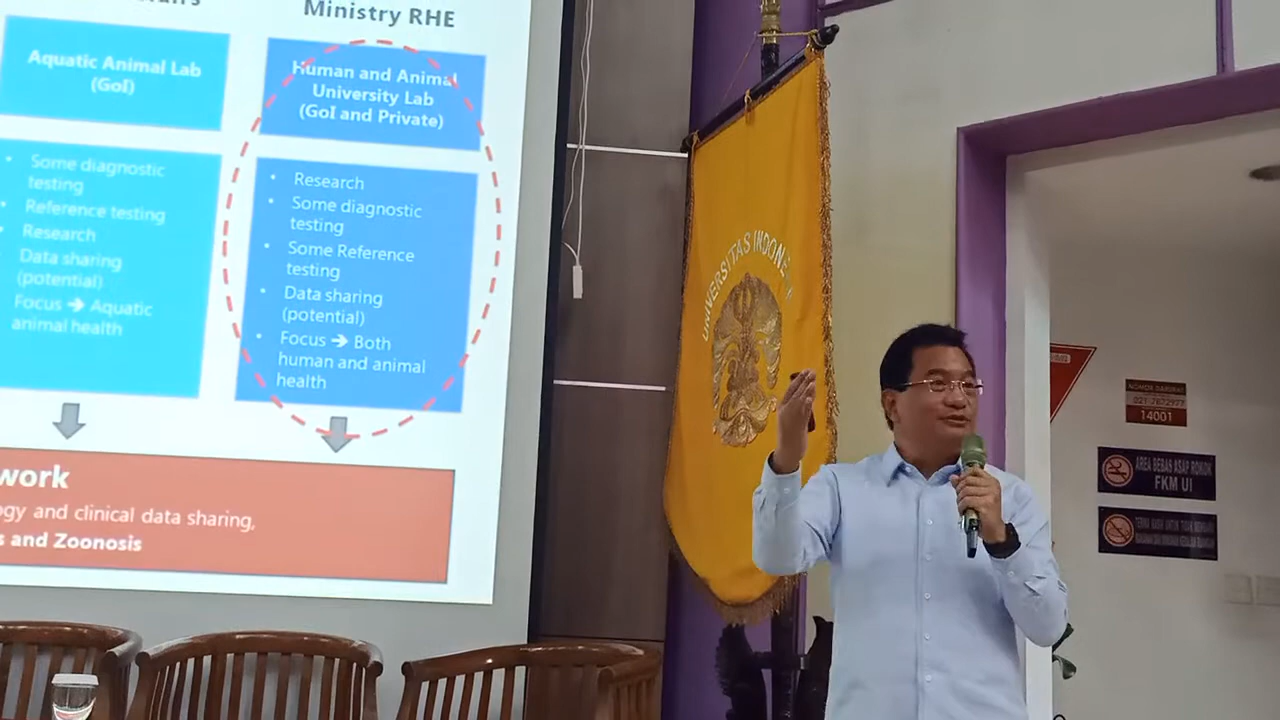 Ministry RHE
Aquatic Animal Lab
(GoI)
Human and Animal
University Lab
(GoI and Private)
• Some diagnostic
testing
• Reference testing
• Research
• Data sharing
(potential)
Focus → Aquatic
animal health
• Research
• Some diagnostic
testing
• Some Reference
testing
• Data sharing
(potential)
• Focus → Both
human and animal
health
work
gy and clinical data sharing,
s and Zoonosis
UNIVERSITAS INDONE
NOMOR DARURAT
021-7872977
14001
AREA BEBAS ASAP ROKOK
FKM UI